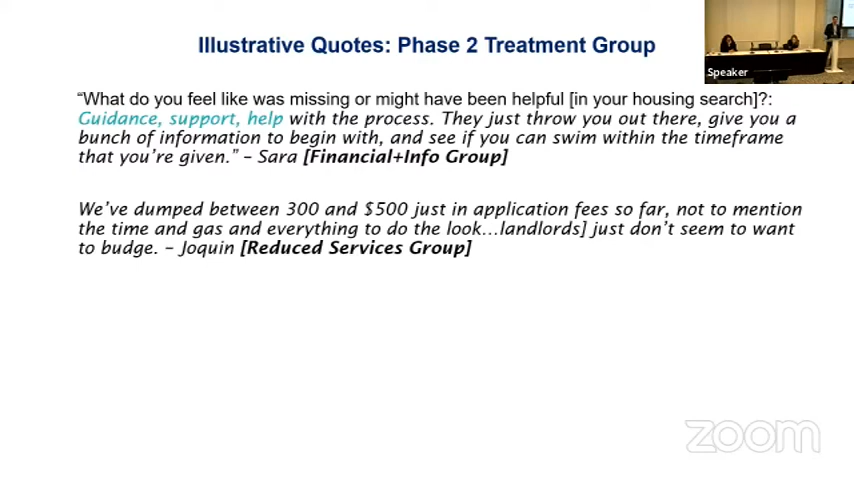 Illustrative Quotes: Phase 2 Treatment Group
Speaker
“What do you feel like was missing or might have been helpful [in your housing search]?:
Guidance, support, help with the process. They just throw you out there, give you a
bunch of information to begin with, and see if you can swim within the timeframe
that you’re given.” – Sara [Financial+Info Group]
We’ve dumped between 300 and $500 just in application fees so far, not to mention
the time and gas and everything to do the look…landlords] just don’t seem to want
to budge. – Joquin [Reduced Services Group]
zoom